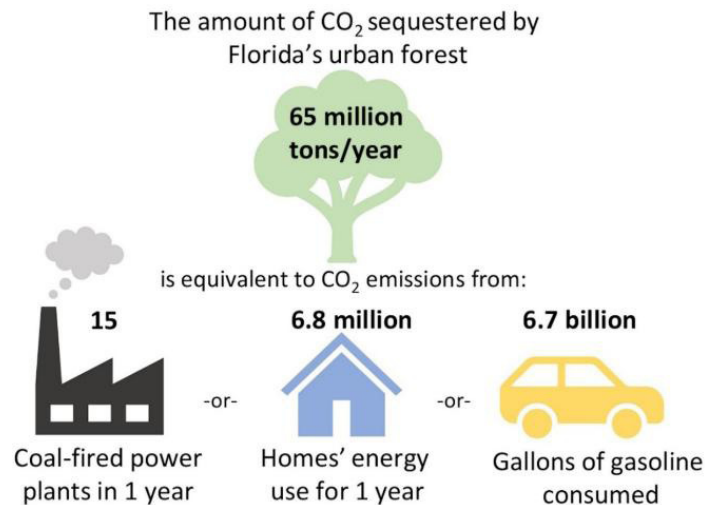 The amount of CO₂ sequestered by
Florida's urban forest
65 million
tons/year
is equivalent to CO₂ emissions from:
15
6.8 million
6.7 billion
-or-
-or-
Coal-fired power
plants in 1 year
Homes' energy
use for 1 year
Gallons of gasoline
consumed